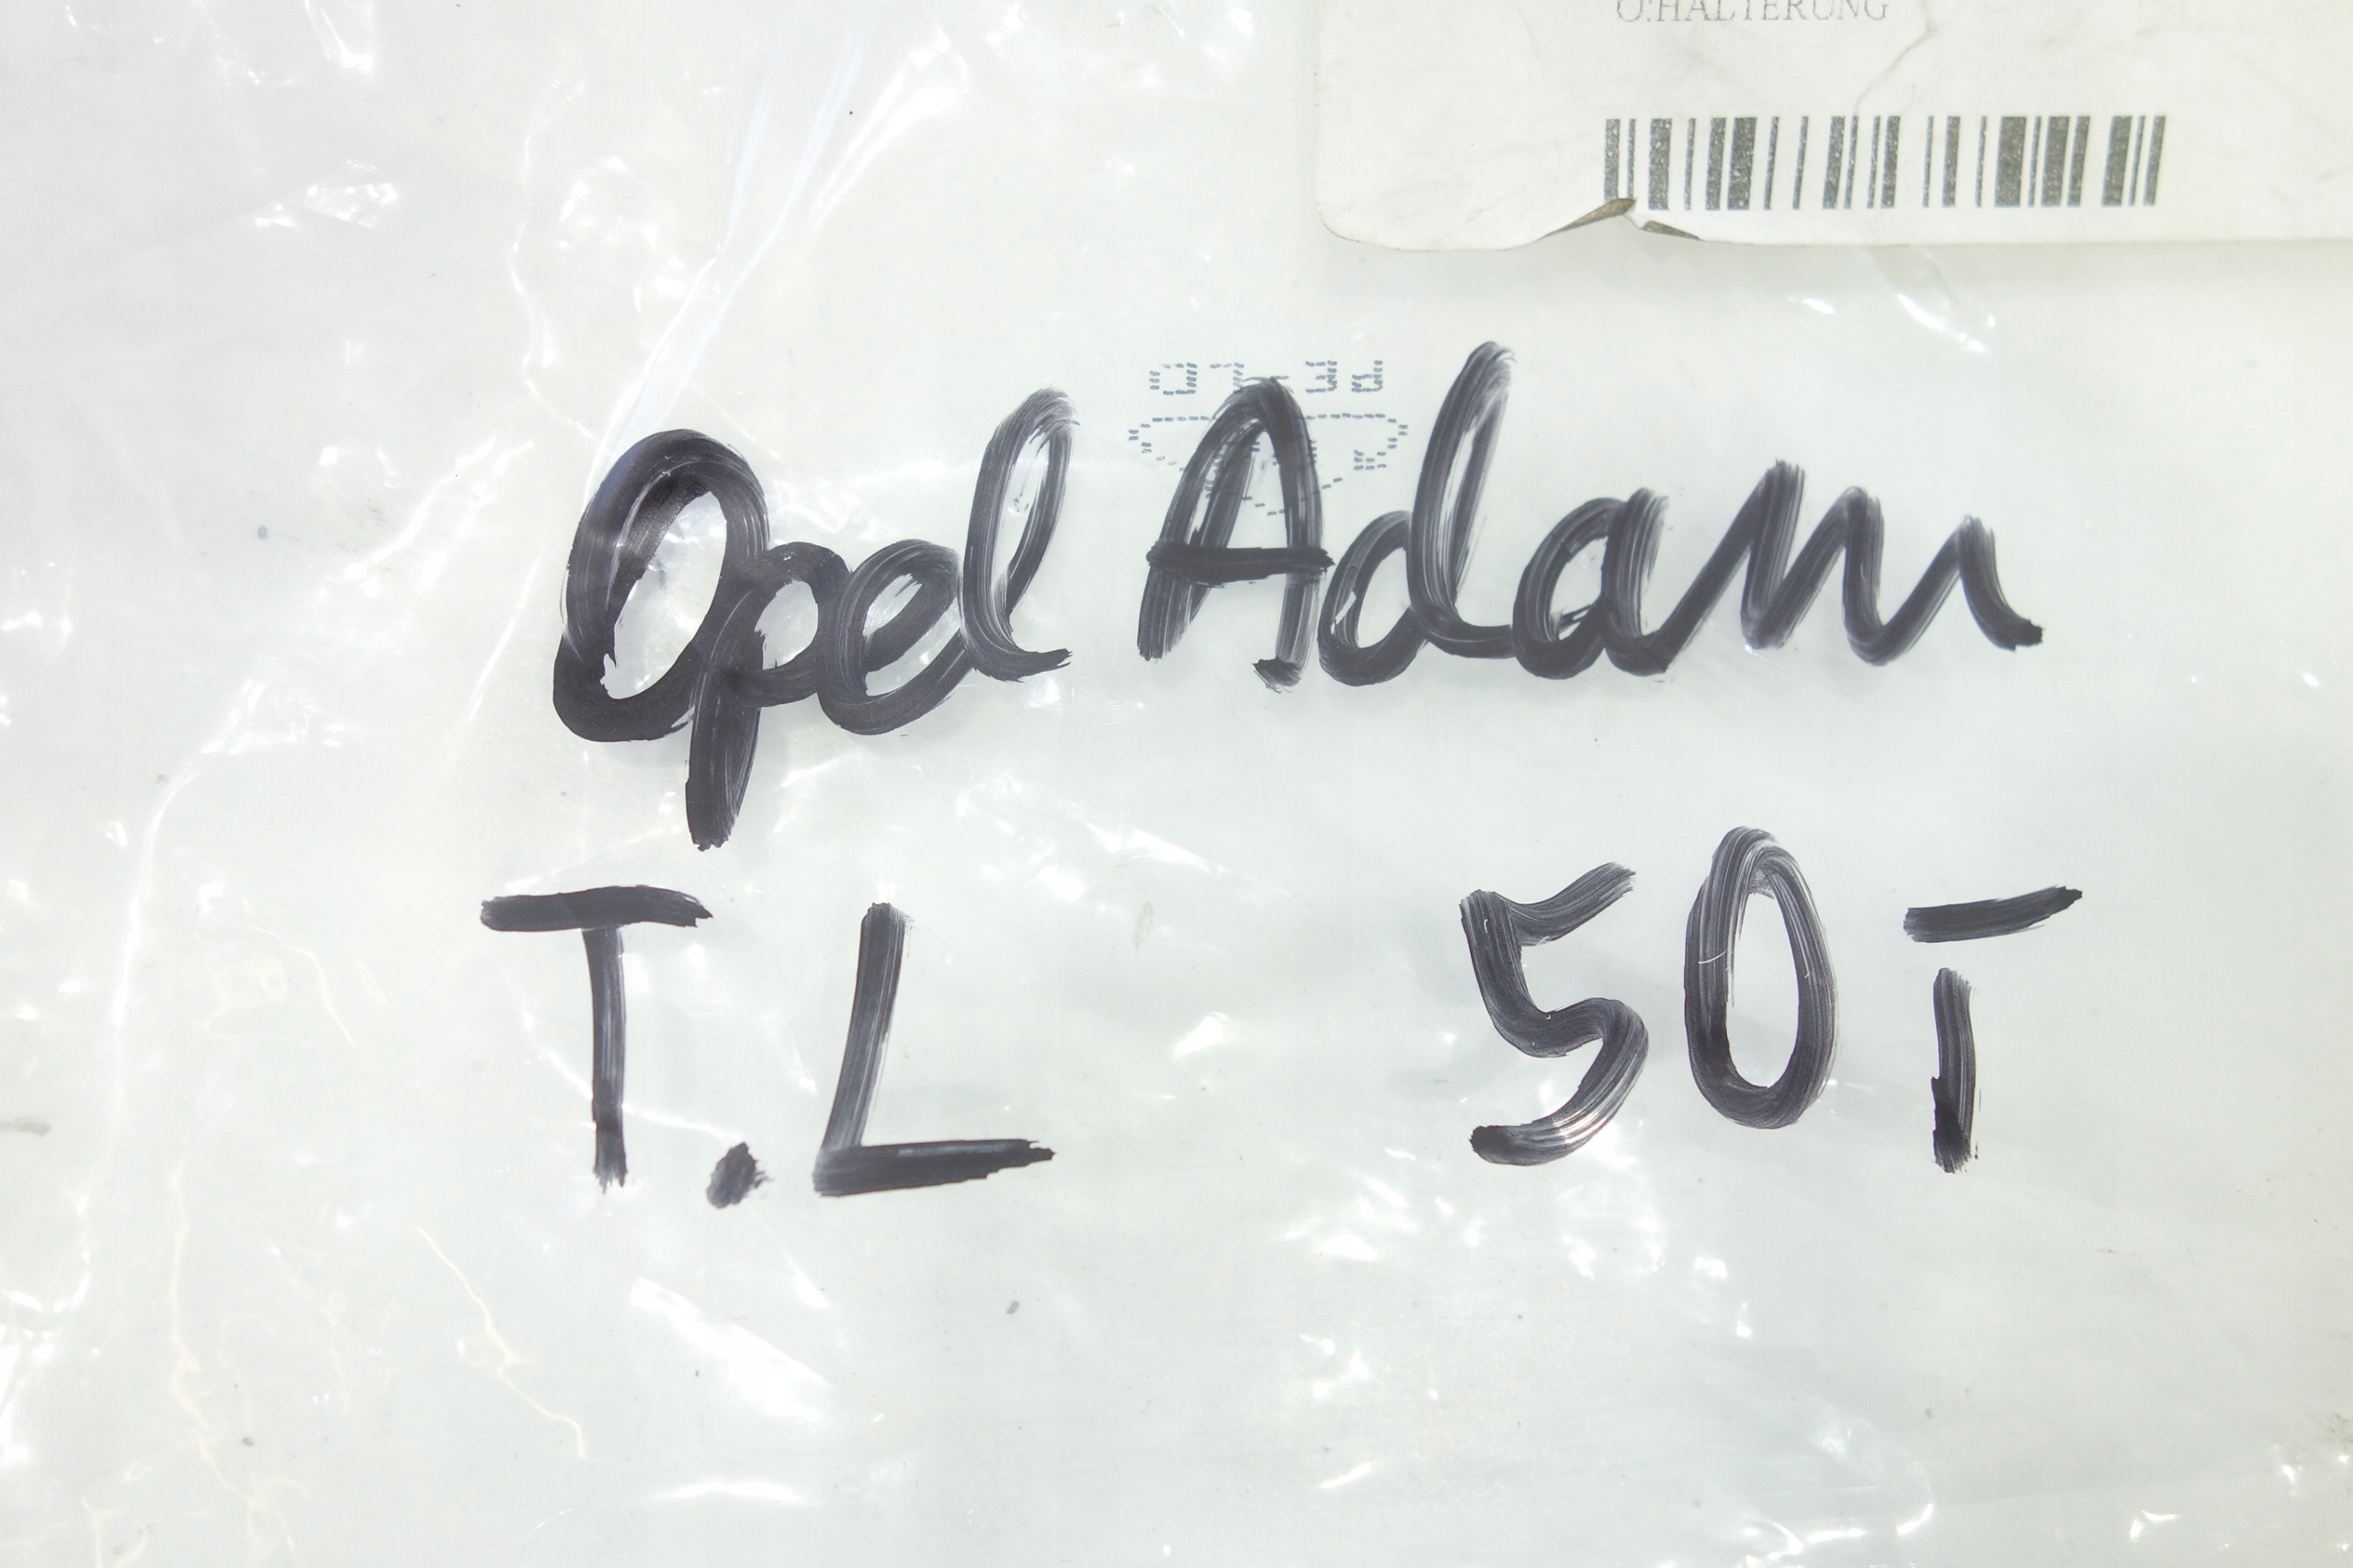 O:HALTERUNG
Opel Adam
T.L 50T